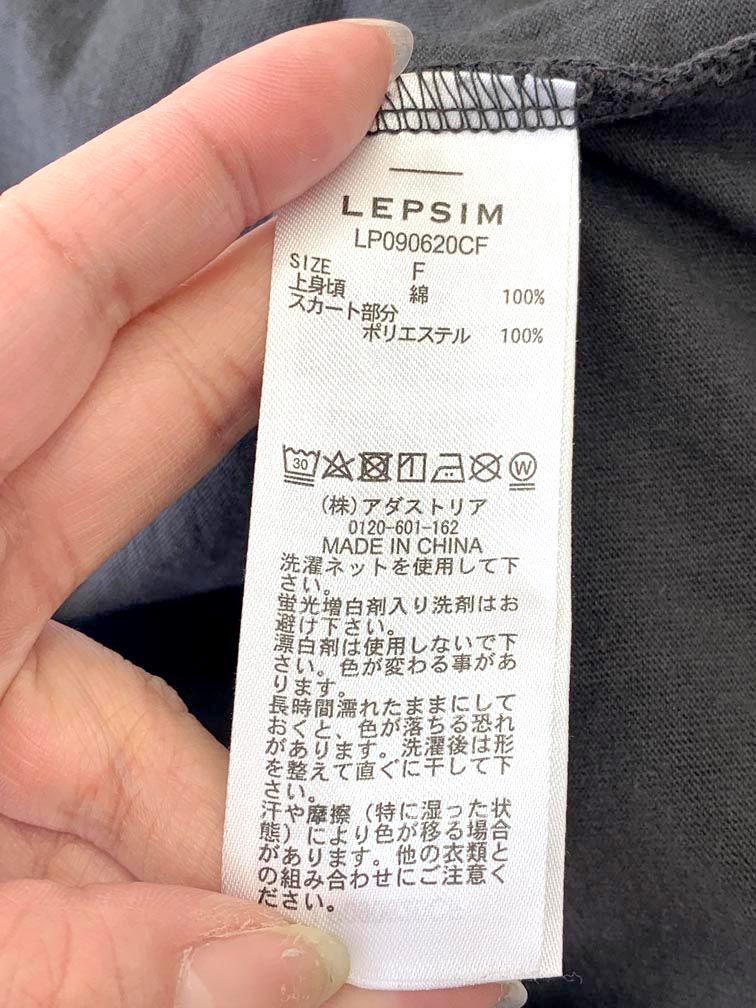 LEPSIM
LP090620CF
SIZE F
上身頃 綿 100%
スカート部分
ポリエステル 100%
30 W
(株)アダストリア
0120-601-162
MADE IN CHINA
洗濯ネットを使用して下
さい。
蛍光増白剤入り洗剤はお
避け下さい。
漂白剤は使用しないで下
さい。色が変わる事があ
ります。
長時間濡れたままにして
おくと、色が落ちる恐れ
があります。洗濯後は形
を整えて直ぐに干して下
さい。
汗や摩擦（特に湿った状
態）により色が移る場合
があります。他の衣類と
の組み合わせにご注意く
ださい。